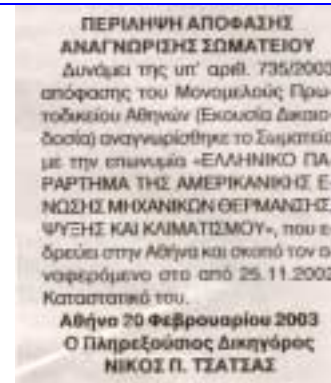 ΠΕΡΙΛΗΨΗ ΑΠΟΦΑΣΗΣ
ΑΝΑΓΝΩΡΙΣΗΣ ΣΩΜΑΤΕΙΟΥ
Δυνάμει της υπ' αριθ. 735/2003
απόφασης του Μονομελούς Πρω-
τοδικείου Αθηνών (Εκουσία Δικαιο-
δοσία) αναγνωρίσθηκε το Σωματείο
με την επωνυμία «ΕΛΛΗΝΙΚΟ ΠΑ-
ΡΑΡΤΗΜΑ ΤΗΣ ΑΜΕΡΙΚΑΝΙΚΗΣ Ε-
ΝΩΣΗΣ ΜΗΧΑΝΙΚΩΝ ΘΕΡΜΑΝΣΗΣ
ΨΥΞΗΣ ΚΑΙ ΚΛΙΜΑΤΙΣΜΟΥ», που ε-
δρεύει στην Αθήνα και σκοπό τον α-
ναφερόμενο στο από 25.11.2002
Καταστατικό του.
Αθήνα 20 Φεβρουαρίου 2003
Ο Πληρεξούσιος Δικηγόρος
ΝΙΚΟΣ Π. ΤΣΑΤΣΑΣ